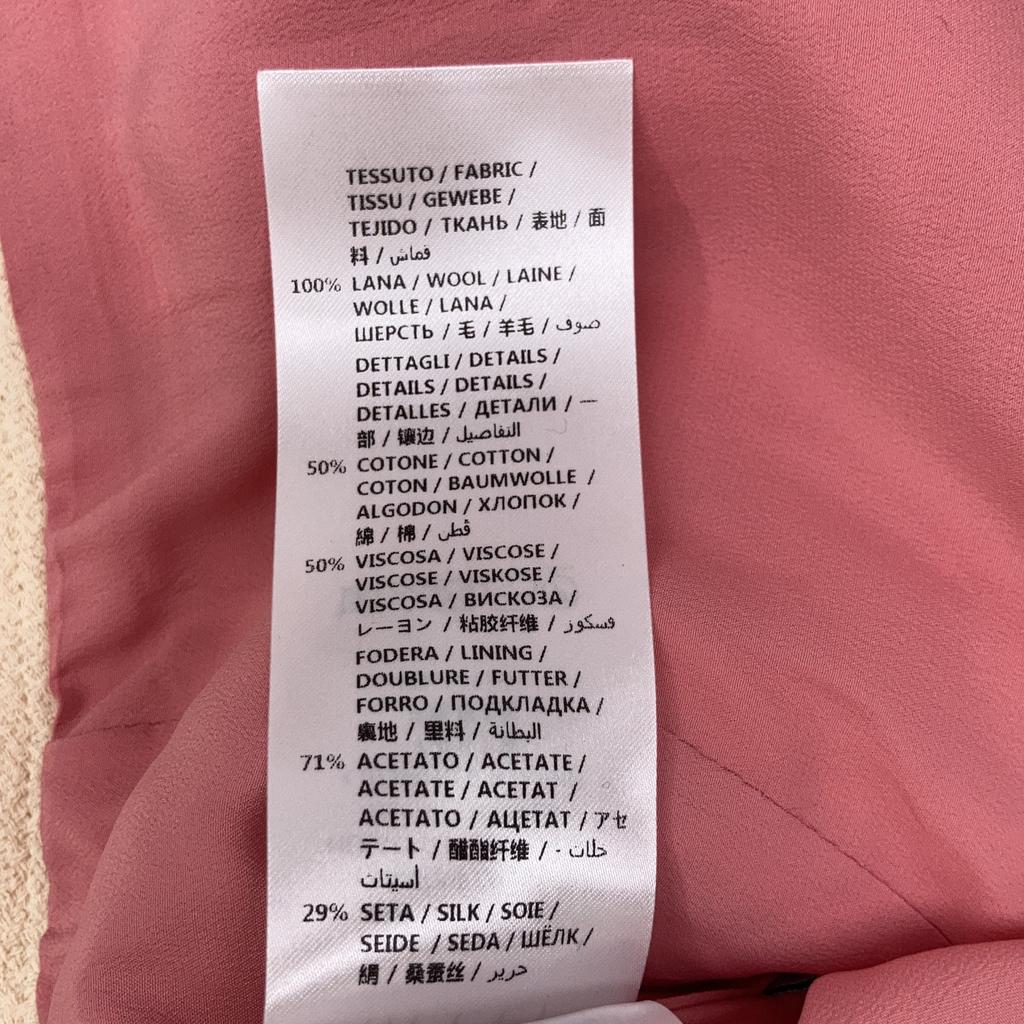 TESSUTO / FABRIC /
TISSU / GEWEBE /
TEJIDO / ТКАНЬ / 表地 / 面
料 / قماش
100% LANA / WOOL / LAINE /
WOLLE / LANA /
ШЕРСТЬ / 毛 / 羊毛 / صوف
DETTAGLI / DETAILS /
DETAILS / DETAILS /
DETALLES / ДЕТАЛИ / 一
部 / 镶边 / التفاصيل
50% COTONE / COTTON /
COTON / BAUMWOLLE /
ALGODON / ХЛОПОК /
綿 / 棉 / قطن
50% VISCOSA / VISCOSE /
VISCOSE / VISKOSE /
VISCOSA / ВИСКОЗА /
レーヨン / 粘胶纤维 / فسكوز
FODERA / LINING /
DOUBLURE / FUTTER /
FORRO / ПОДКЛАДКА /
裏地 / 里料 / البطانة
71% ACETATO / ACETATE /
ACETATE / ACETAT /
ACETATO / АЦЕТАТ / アセ
テート / 醋酯纤维 / - خلات
أسيتات
29% SETA / SILK / SOIE /
SEIDE / SEDA / ШЁЛК /
絹 / 桑蚕丝 / حرير